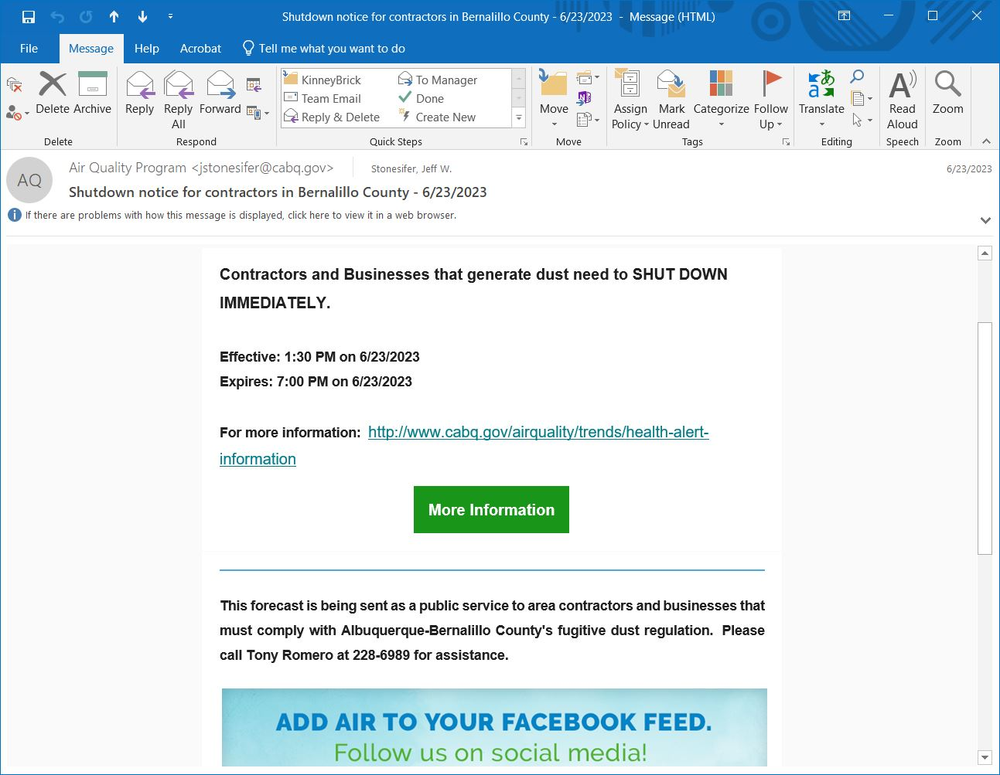 Shutdown notice for contractors in Bernalillo County - 6/23/2023 - Message (HTML)
File Message Help Acrobat Tell me what you want to do
Delete Archive
Reply Reply All Forward
KinneyBrick To Manager
Team Email Done
Reply & Delete Create New
Move
Assign Policy Mark Unread Categorize Follow Up
Translate
Read Aloud
Zoom
Delete Respond Quick Steps Move Tags Editing Speech Zoom
AQ
Air Quality Program <jstonesifer@cabq.gov> Stonesifer, Jeff W. 6/23/2023
Shutdown notice for contractors in Bernalillo County - 6/23/2023
If there are problems with how this message is displayed, click here to view it in a web browser.
Contractors and Businesses that generate dust need to SHUT DOWN
IMMEDIATELY.
Effective: 1:30 PM on 6/23/2023
Expires: 7:00 PM on 6/23/2023
For more information: http://www.cabq.gov/airquality/trends/health-alert-
information
More Information
This forecast is being sent as a public service to area contractors and businesses that
must comply with Albuquerque-Bernalillo County's fugitive dust regulation. Please
call Tony Romero at 228-6989 for assistance.
ADD AIR TO YOUR FACEBOOK FEED.
Follow us on social media!